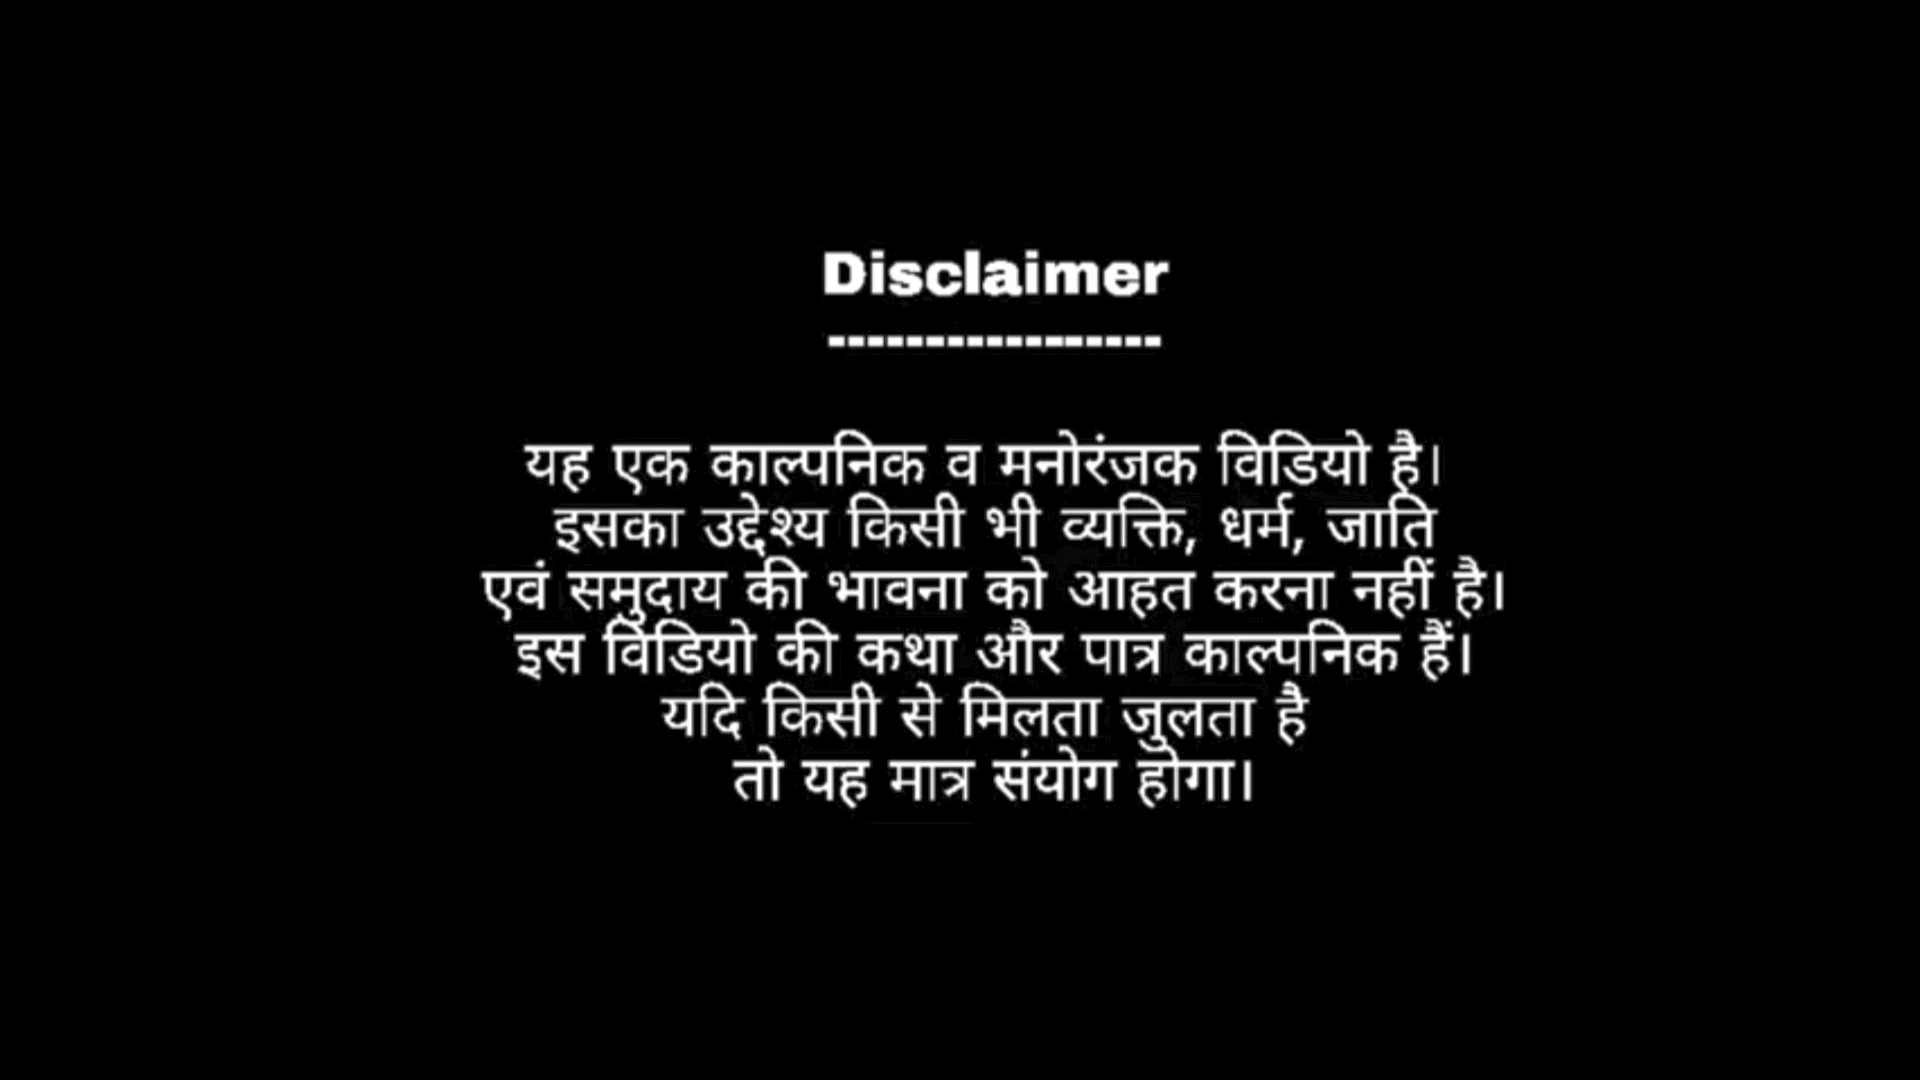 Disclaimer
-----------------
यह एक काल्पनिक व मनोरंजक विडियो है।
इसका उद्देश्य किसी भी व्यक्ति, धर्म, जाति
एवं समुदाय की भावना को आहत करना नहीं है।
इस विडियो की कथा और पात्र काल्पनिक हैं।
यदि किसी से मिलता जुलता है
तो यह मात्र संयोग होगा।